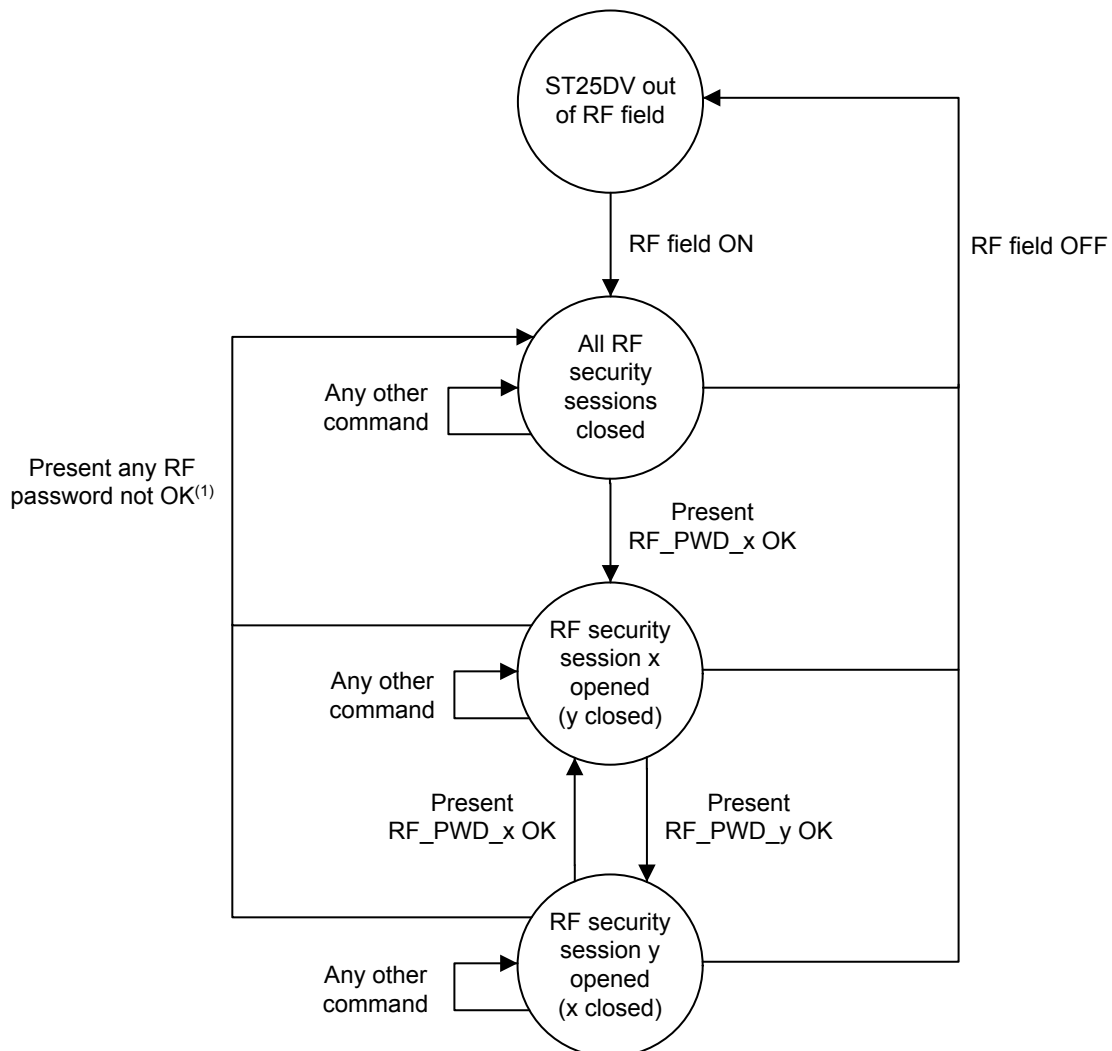 ST25DV out
of RF field
RF field ON
RF field OFF
All RF
security
sessions
closed
Any other
command
Present any RF
password not OK(1)
Present
RF_PWD_x OK
RF security
session x
opened
(y closed)
Any other
command
Present
RF_PWD_x OK
Present
RF_PWD_y OK
RF security
session y
opened
(x closed)
Any other
command